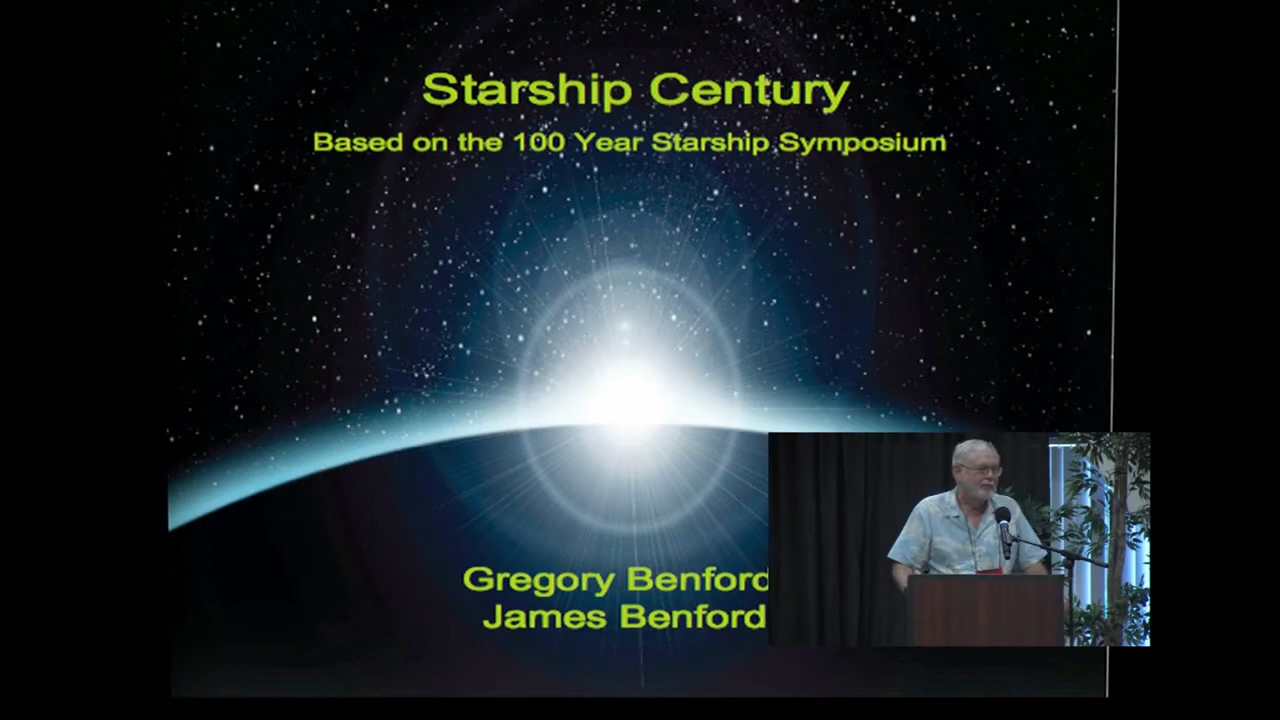 Starship Century
Based on the 100 Year Starship Symposium
Gregory Benford
James Benford